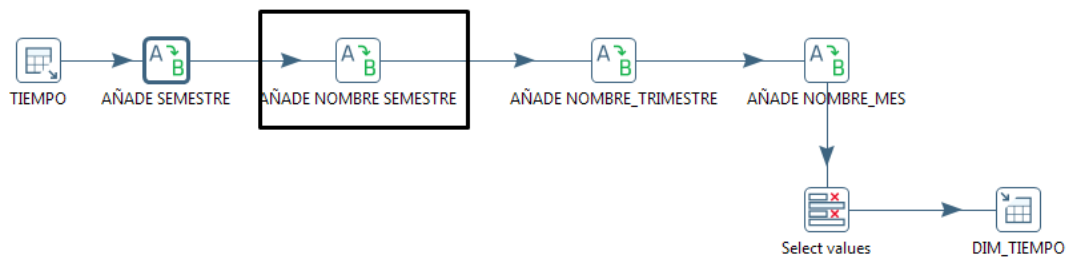 TIEMPO
AÑADE SEMESTRE
AÑADE NOMBRE SEMESTRE
AÑADE NOMBRE_TRIMESTRE
AÑADE NOMBRE_MES
Select values
DIM_TIEMPO